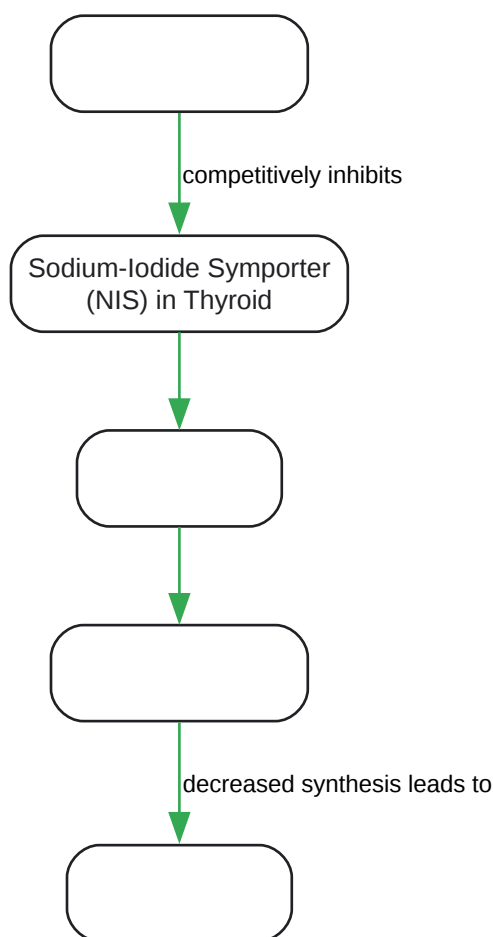 competitively inhibits
Sodium-Iodide Symporter
(NIS) in Thyroid
decreased synthesis leads to